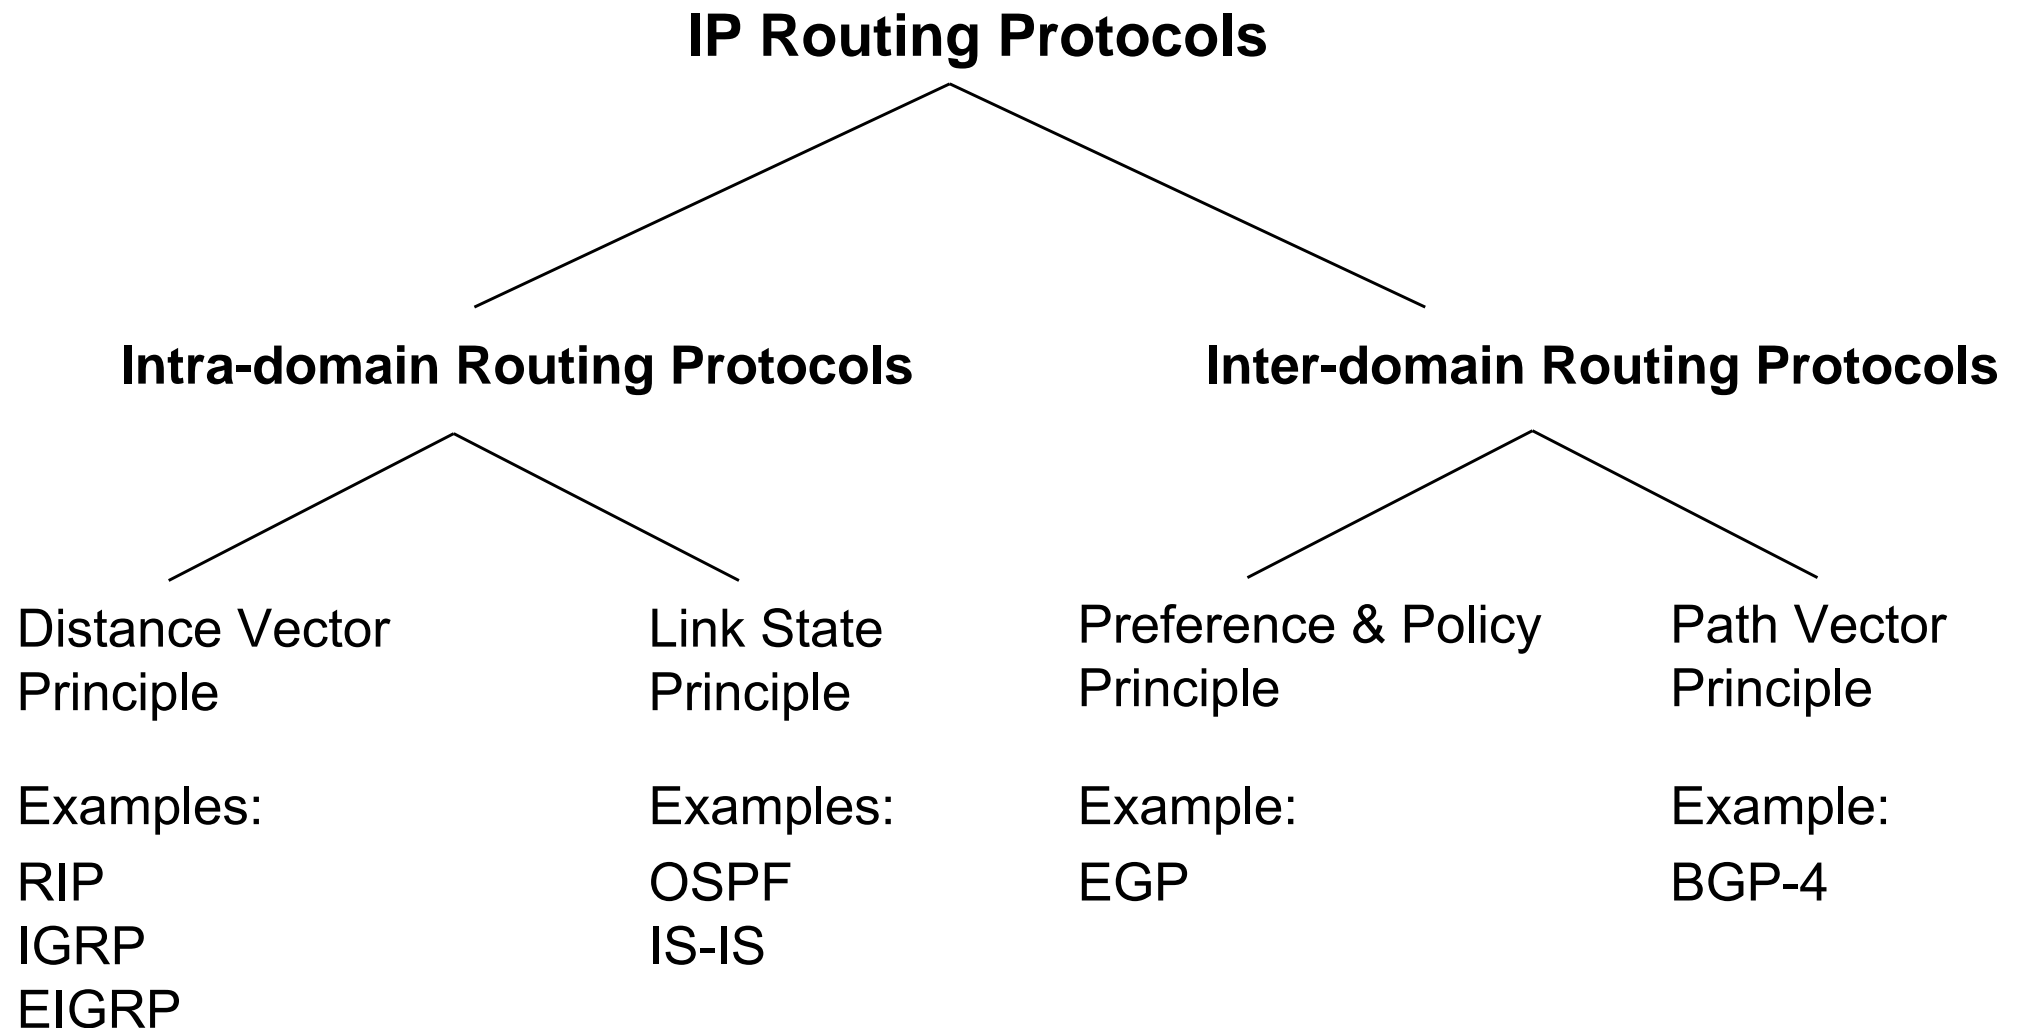 IP Routing Protocols
Intra-domain Routing Protocols
Inter-domain Routing Protocols
Distance Vector
Principle
Examples:
RIP
IGRP
EIGRP
Link State
Principle
Examples:
OSPF
IS-IS
Preference & Policy
Principle
Example:
EGP
Path Vector
Principle
Example:
BGP-4